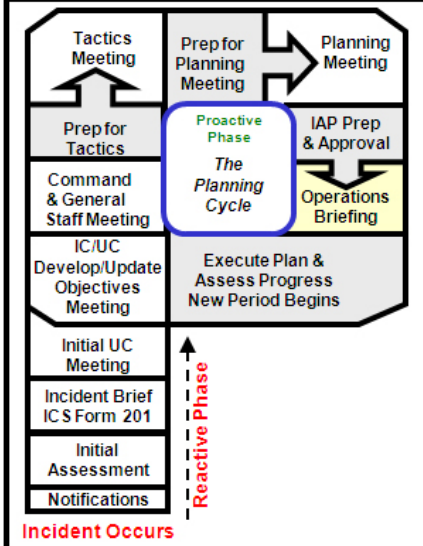 Tactics
Meeting
Prep for
Planning
Meeting
Planning
Meeting
Prep for
Tactics
Proactive
Phase
The
Planning
Cycle
IAP Prep
& Approval
Command
& General
Staff Meeting
Operations
Briefing
IC/UC
Develop/Update
Objectives
Meeting
Execute Plan &
Assess Progress
New Period Begins
Initial UC
Meeting
Incident Brief
ICS Form 201
Initial
Assessment
Notifications
Reactive Phase
Incident Occurs